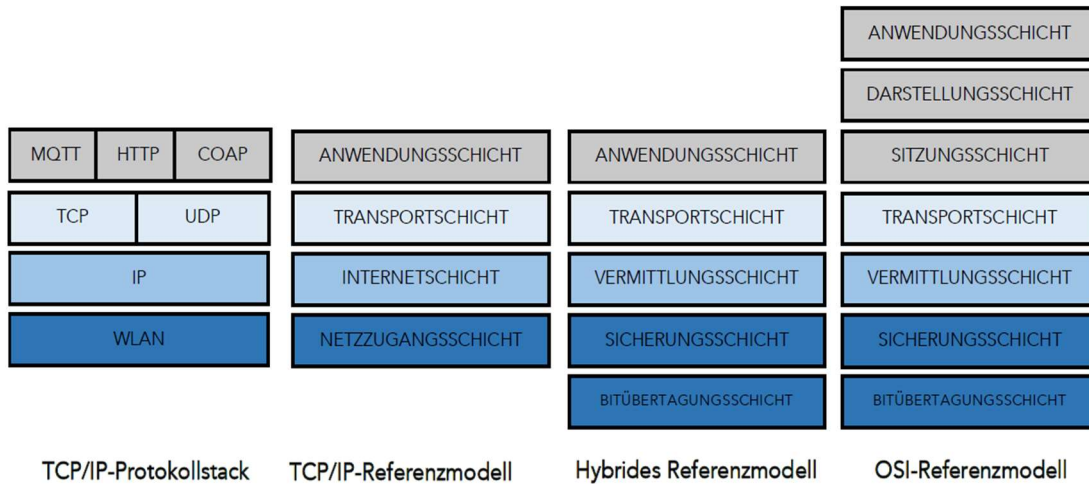 ANWENDUNGSSCHICHT
DARSTELLUNGSSCHICHT
MQTT HTTP COAP ANWENDUNGSSCHICHT ANWENDUNGSSCHICHT SITZUNGSSCHICHT
TCP UDP TRANSPORTSCHICHT TRANSPORTSCHICHT TRANSPORTSCHICHT
IP INTERNETSCHICHT VERMITTLUNGSSCHICHT VERMITTLUNGSSCHICHT
WLAN NETZZUGANGSSCHICHT SICHERUNGSSCHICHT SICHERUNGSSCHICHT
BITÜBERTAGUNGSSCHICHT BITÜBERTAGUNGSSCHICHT
TCP/IP-Protokollstack TCP/IP-Referenzmodell Hybrides Referenzmodell OSI-Referenzmodell